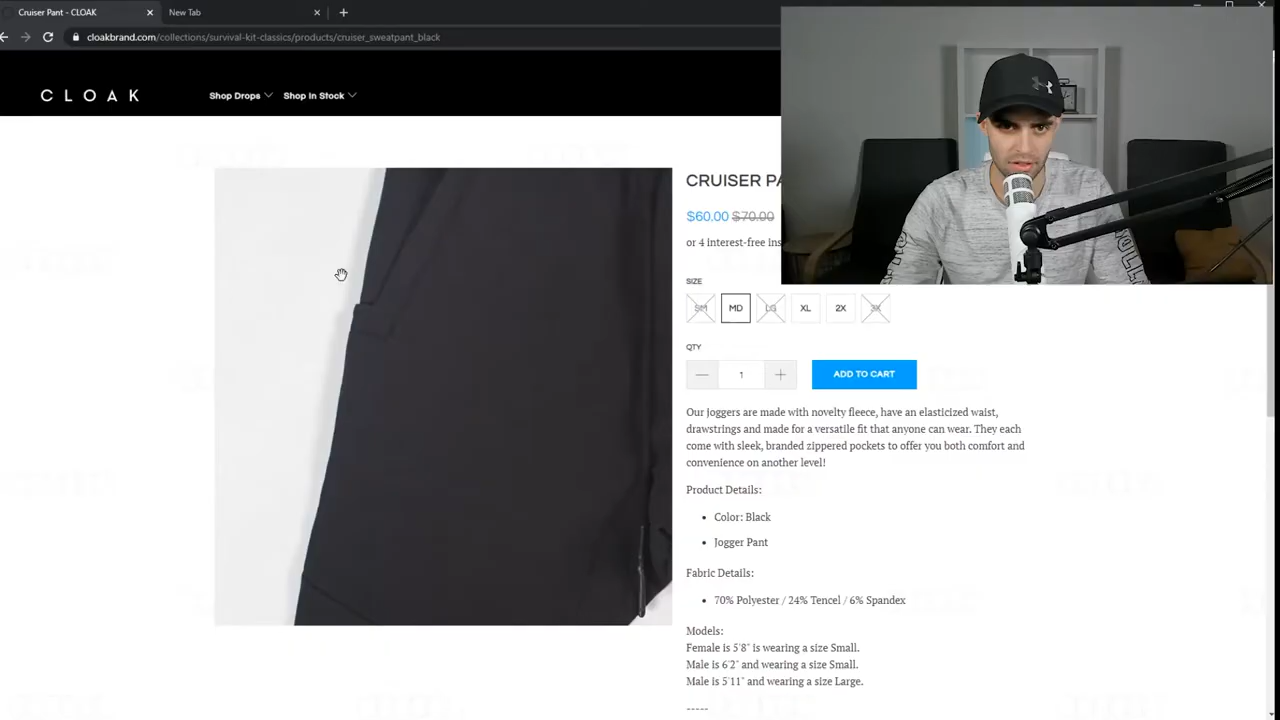 Cruiser Pant - CLOAK
New Tab
cloakbrand.com/collections/survival-kit-classics/products/cruiser_sweatpant_black
CLOAK
Shop Drops
Shop In Stock
CRUISER PA
$60.00 $70.00
or 4 interest-free ins
SIZE
SM MD LG XL 2X 3X
QTY
1
ADD TO CART
Our joggers are made with novelty fleece, have an elasticized waist,
drawstrings and made for a versatile fit that anyone can wear. They each
come with sleek, branded zippered pockets to offer you both comfort and
convenience on another level!
Product Details:
Color: Black
Jogger Pant
Fabric Details:
70% Polyester / 24% Tencel / 6% Spandex
Models:
Female is 5'8" is wearing a size Small.
Male is 6'2" and wearing a size Small.
Male is 5'11" and wearing a size Large.
-----